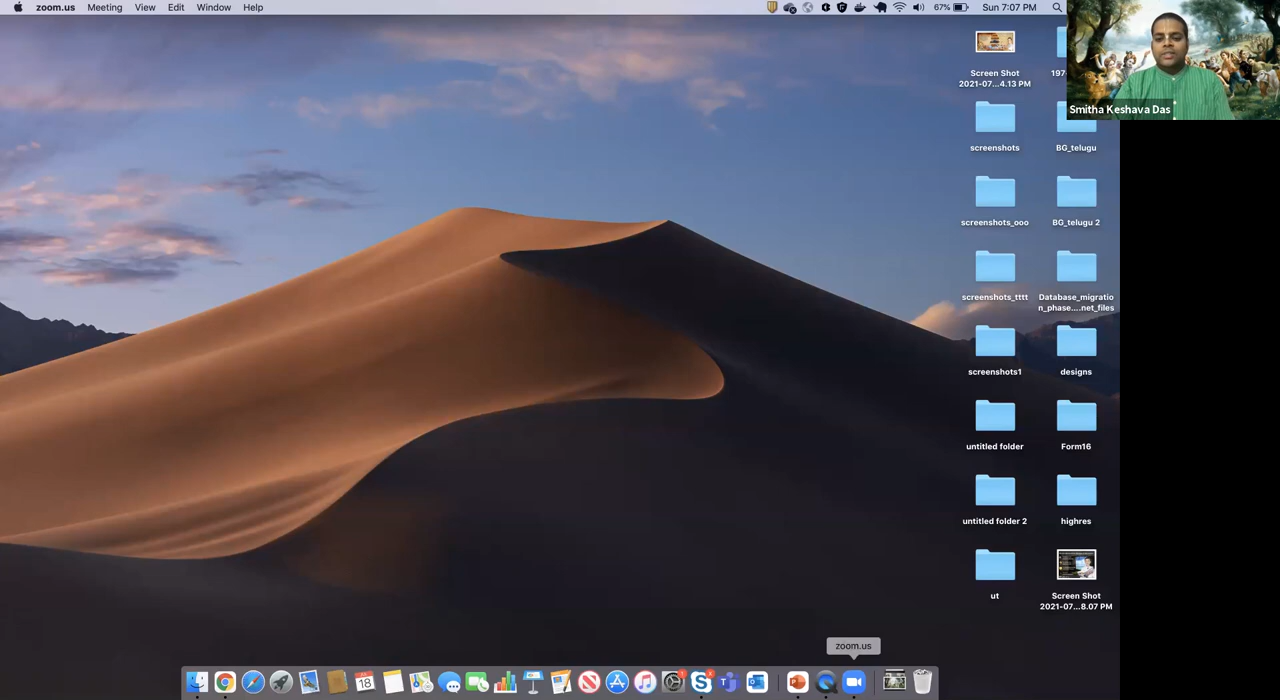 zoom.us Meeting View Edit Window Help 67% Sun 7:07 PM
Smitha Keshava Das
Screen Shot
2021-07...4.13 PM
197
screenshots
BG_telugu
screenshots_ooo
BG_telugu 2
screenshots_tttt
Database_migratio
n_phase....net_files
screenshots1
designs
untitled folder
Form16
untitled folder 2
highres
ut
Screen Shot
2021-07...8.07 PM
zoom.us
JUL
18